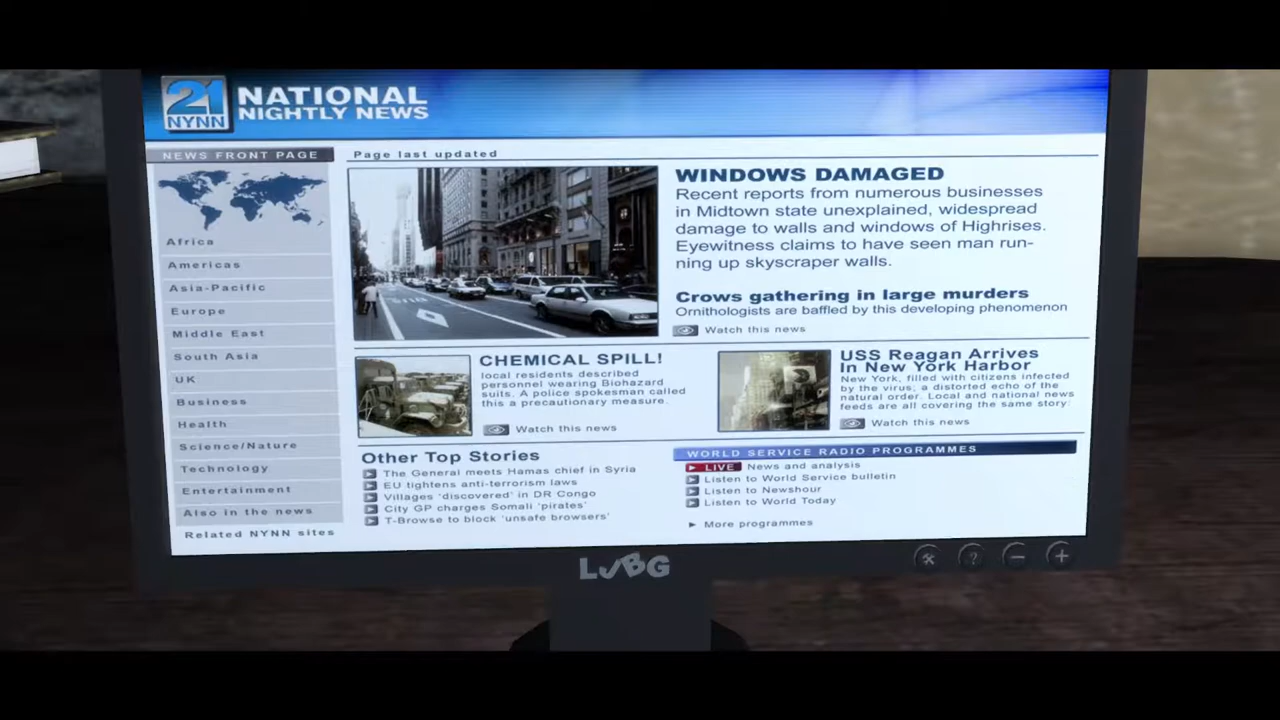 21
NYNN
NATIONAL
NIGHTLY NEWS
NEWS FRONT PAGE
Africa
Americas
Asia-Pacific
Europe
Middle East
South Asia
UK
Business
Health
Science/Nature
Technology
Entertainment
Also in the news
Related NYNN sites
Page last updated
WINDOWS DAMAGED
Recent reports from numerous businesses
in Midtown state unexplained, widespread
damage to walls and windows of Highrises.
Eyewitness claims to have seen man run-
ning up skyscraper walls.
Crows gathering in large murders
Ornithologists are baffled by this developing phenomenon
Watch this news
CHEMICAL SPILL!
local residents described
personnel wearing Biohazard
suits. A police spokesman called
this a precautionary measure.
Watch this news
USS Reagan Arrives
In New York Harbor
New York, filled with citizens infected
by the virus; a distorted echo of the
natural order. Local and national news
feeds are all covering the same story:
Watch this news
Other Top Stories
The General meets Hamas chief in Syria
EU tightens anti-terrorism laws
Villages 'discovered' in DR Congo
City GP charges Somali 'pirates'
T-Browse to block 'unsafe browsers'
WORLD SERVICE RADIO PROGRAMMES
LIVE News and analysis
Listen to World Service bulletin
Listen to Newshour
Listen to World Today
More programmes
LJBG